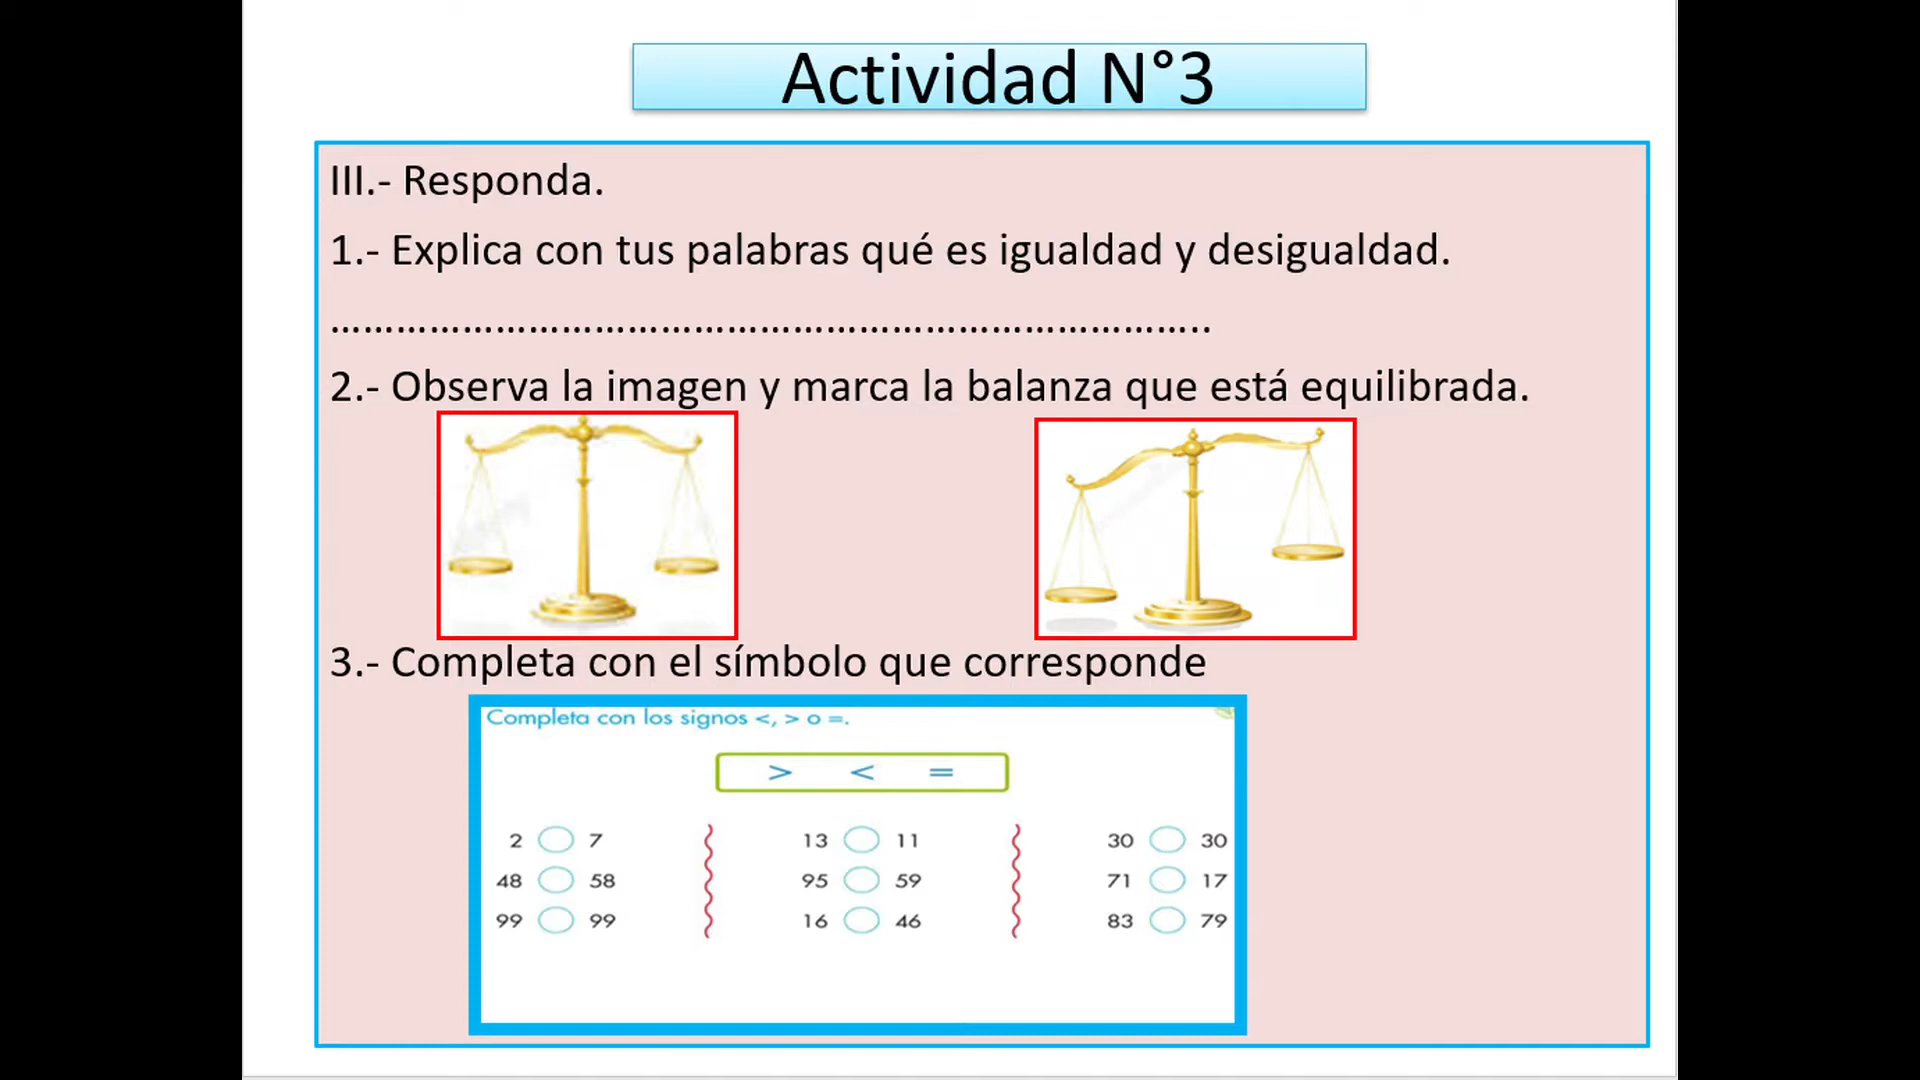 Actividad N°3
III.- Responda.
1.- Explica con tus palabras qué es igualdad y desigualdad.
……………………………………………………………………..
2.- Observa la imagen y marca la balanza que está equilibrada.
3.- Completa con el símbolo que corresponde
Completa con los signos <, > o =.
> < =
2 7 13 11 30 30
48 58 95 59 71 17
99 99 16 46 83 79